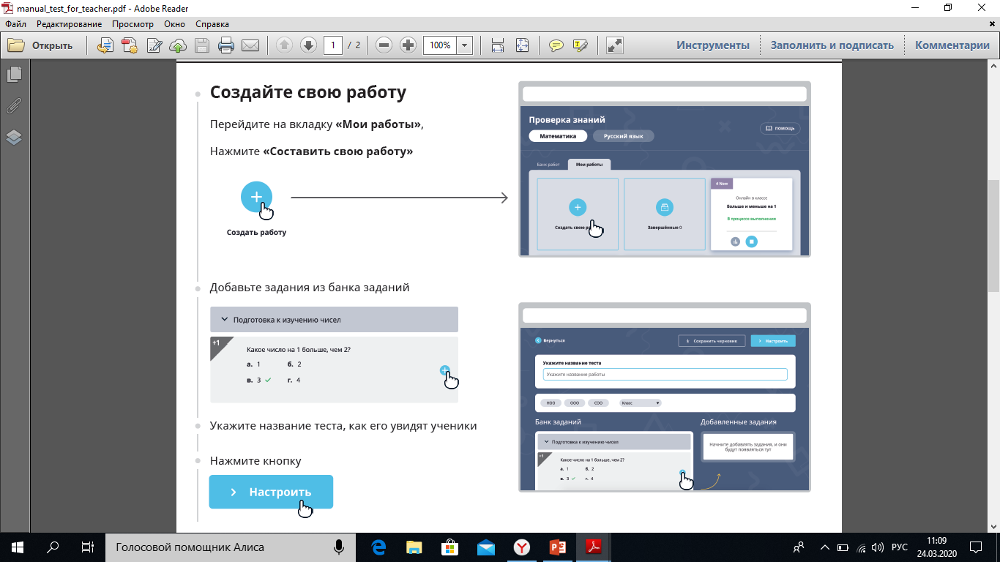 manual_test_for_teacher.pdf - Adobe Reader
Файл Редактирование Просмотр Окно Справка
Открыть 1 / 2 100% Инструменты Заполнить и подписать Комментарии
Создайте свою работу
Перейдите на вкладку «Мои работы»,
Нажмите «Составить свою работу»
Создать работу
Проверка знаний
помощь
Математика Русский язык
Банк работ Мои работы
4 New
Онлайн в классе
Больше и меньше на 1
В процессе выполнения
Создать свою
Завершённые 0
Добавьте задания из банка заданий
Подготовка к изучению чисел
+1
Какое число на 1 больше, чем 2?
а. 1 б. 2
в. 3 г. 4
Вернуться Сохранить черновик Настроить
Укажите название теста
Укажите название работы
НОО ООО СОО Класс
Банк заданий Добавленные задания
Подготовка к изучению чисел
Начните добавлять задания, и они
будут появляться тут
+1
Какое число на 1 больше, чем 2?
а. 1 б. 2
в. 3 г. 4
Укажите название теста, как его увидят ученики
Нажмите кнопку
Настроить
Голосовой помощник Алиса
РУС
11:09
24.03.2020